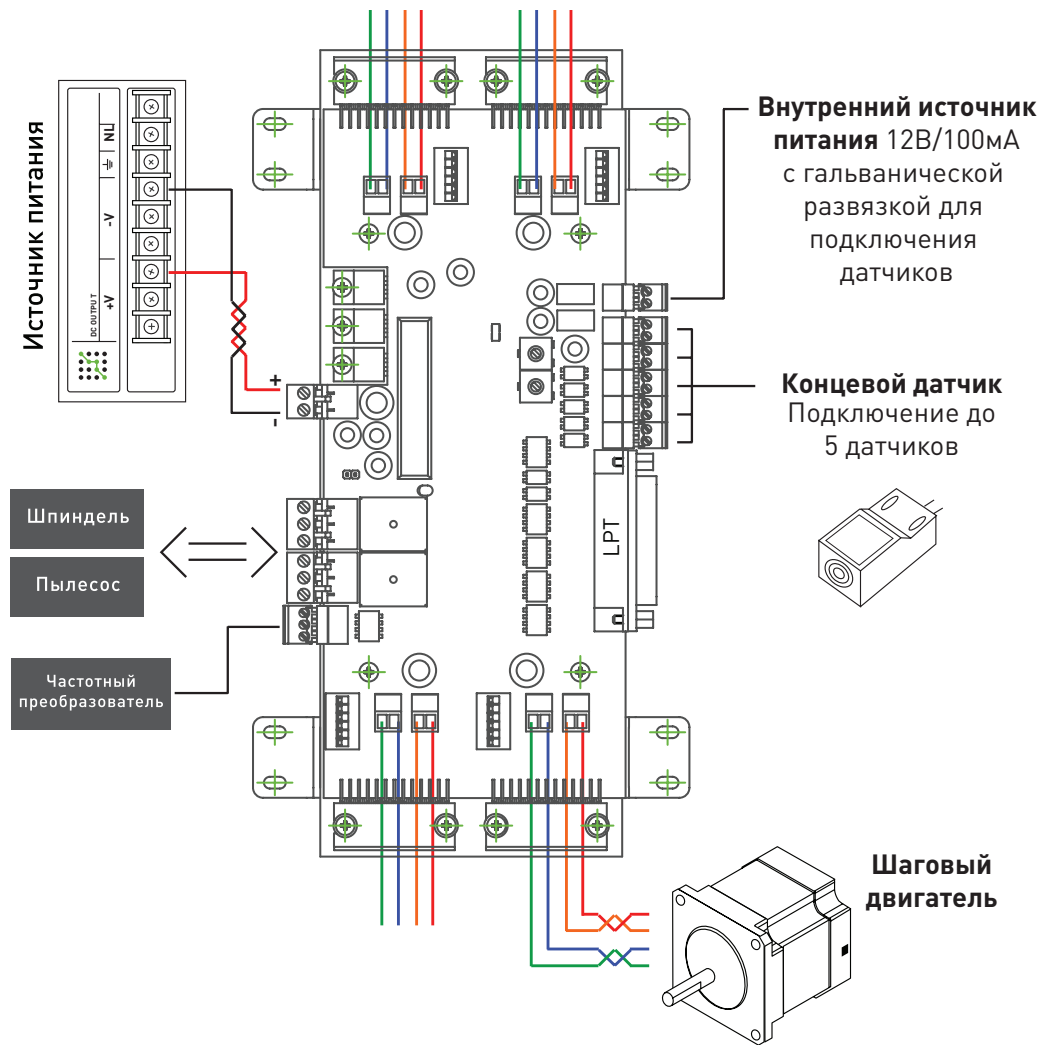 Источник питания
NL
-V
+V
DC OUTPUT
+
-
Внутренний источник
питания 12В/100мА
с гальванической
развязкой для
подключения
датчиков
Концевой датчик
Подключение до
5 датчиков
Шпиндель
Пылесос
LPT
Частотный
преобразователь
Шаговый
двигатель